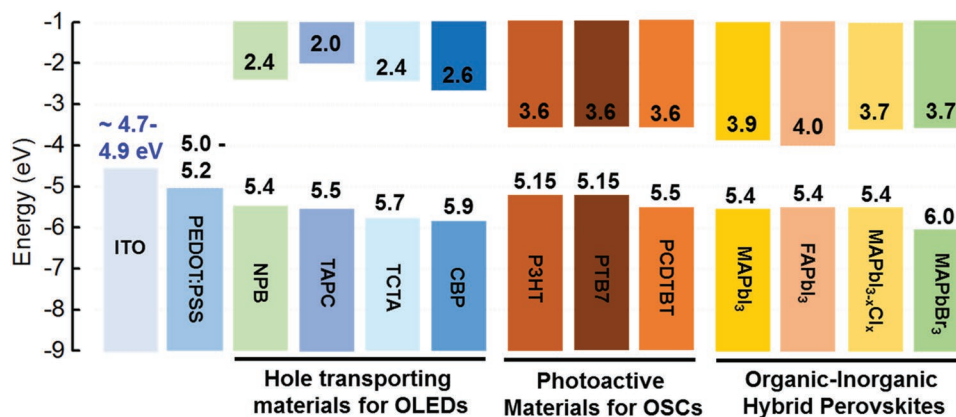 Energy (eV)
-1
-2
-3
-4
-5
-6
-7
-8
-9
~ 4.7-
4.9 eV
ITO
5.0 -
5.2
PEDOT:PSS
2.4
5.4
NPB
2.0
5.5
TAPC
2.4
5.7
TCTA
2.6
5.9
CBP
Hole transporting
materials for OLEDs
3.6
5.15
P3HT
3.6
5.15
PTB7
3.6
5.5
PCDTBT
Photoactive
Materials for OSCs
3.9
5.4
MAPbI₃
4.0
5.4
FAPbI₃
3.7
5.4
MAPbI₃₋ₓClₓ
3.7
6.0
MAPbBr₃
Organic-Inorganic
Hybrid Perovskites